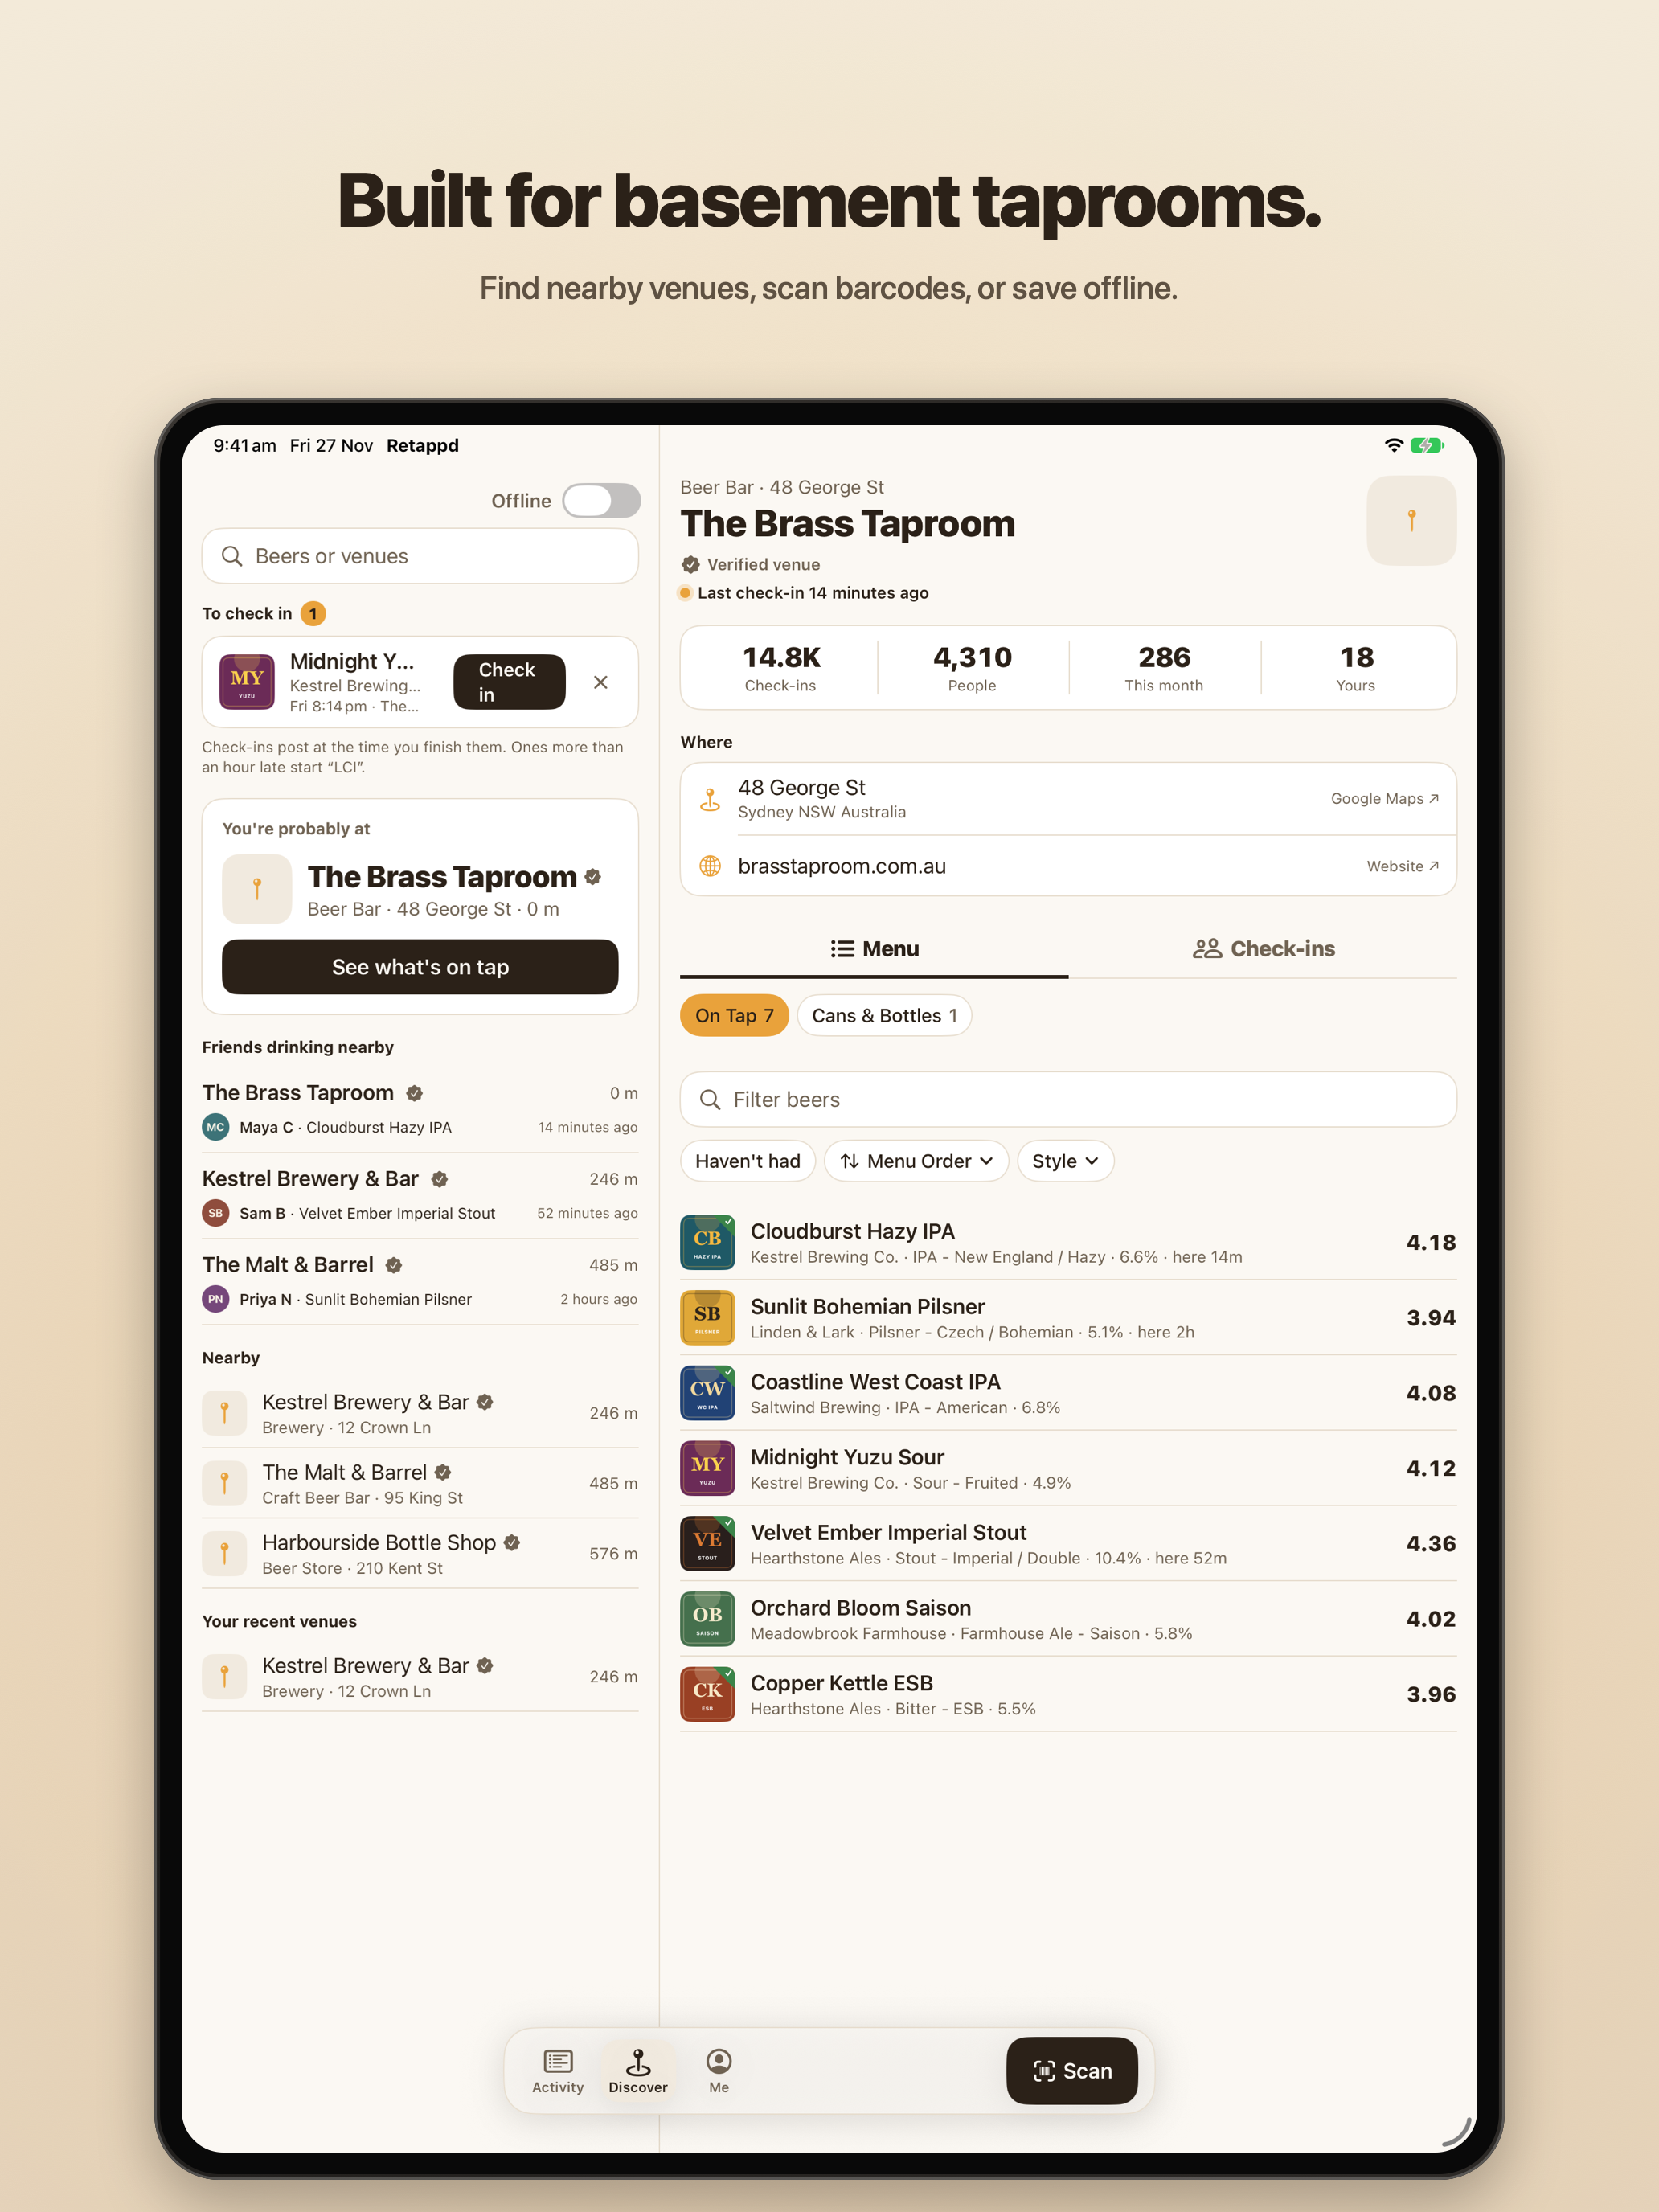 Built for basement taprooms.
Find nearby venues, scan barcodes, or save offline.
9:41 am Fri 27 Nov Retappd
Offline
Beers or venues
To check in 1
MY
YUZU
Midnight Y...
Kestrel Brewing...
Fri 8:14 pm · The...
Check
in
Check-ins post at the time you finish them. Ones more than
an hour late start “LCI”.
You're probably at
The Brass Taproom
Beer Bar · 48 George St · 0 m
See what's on tap
Friends drinking nearby
The Brass Taproom 0 m
MC Maya C · Cloudburst Hazy IPA 14 minutes ago
Kestrel Brewery & Bar 246 m
SB Sam B · Velvet Ember Imperial Stout 52 minutes ago
The Malt & Barrel 485 m
PN Priya N · Sunlit Bohemian Pilsner 2 hours ago
Nearby
Kestrel Brewery & Bar
Brewery · 12 Crown Ln
246 m
The Malt & Barrel
Craft Beer Bar · 95 King St
485 m
Harbourside Bottle Shop
Beer Store · 210 Kent St
576 m
Your recent venues
Kestrel Brewery & Bar
Brewery · 12 Crown Ln
246 m
Beer Bar · 48 George St
The Brass Taproom
Verified venue
Last check-in 14 minutes ago
14.8K 4,310 286 18
Check-ins People This month Yours
Where
48 George St
Sydney NSW Australia
Google Maps ↗
brasstaproom.com.au Website ↗
Menu Check-ins
On Tap 7 Cans & Bottles 1
Filter beers
Haven't had Menu Order Style
CB
HAZY IPA
Cloudburst Hazy IPA
Kestrel Brewing Co. · IPA - New England / Hazy · 6.6% · here 14m
4.18
SB
PILSNER
Sunlit Bohemian Pilsner
Linden & Lark · Pilsner - Czech / Bohemian · 5.1% · here 2h
3.94
CW
WC IPA
Coastline West Coast IPA
Saltwind Brewing · IPA - American · 6.8%
4.08
MY
YUZU
Midnight Yuzu Sour
Kestrel Brewing Co. · Sour - Fruited · 4.9%
4.12
VE
STOUT
Velvet Ember Imperial Stout
Hearthstone Ales · Stout - Imperial / Double · 10.4% · here 52m
4.36
OB
SAISON
Orchard Bloom Saison
Meadowbrook Farmhouse · Farmhouse Ale - Saison · 5.8%
4.02
CK
ESB
Copper Kettle ESB
Hearthstone Ales · Bitter - ESB · 5.5%
3.96
Activity Discover Me Scan